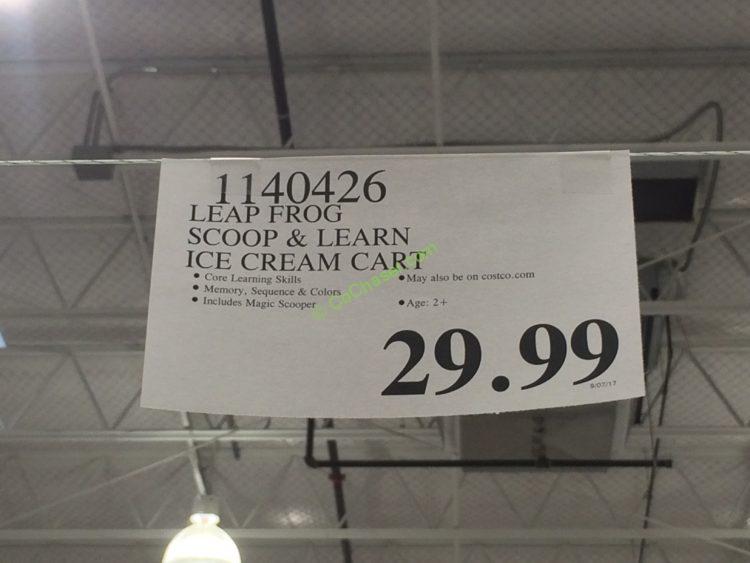 1140426
LEAP FROG
SCOOP & LEARN
ICE CREAM CART
• Core Learning Skills
• Memory, Sequence & Colors
• Includes Magic Scooper
• May also be on costco.com
• Age: 2+
29.99
9/07/17
© CoChaser.com